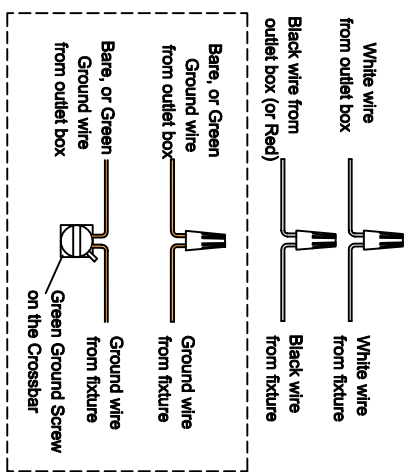 White wire
from outlet box
White wire
from fixture
Black wire from
outlet box (or Red)
Black wire
from fixture
Bare, or Green
Ground wire
from outlet box
Ground wire
from fixture
Bare, or Green
Ground wire
from outlet box
Ground wire
from fixture
Green Ground Screw
on the Crossbar